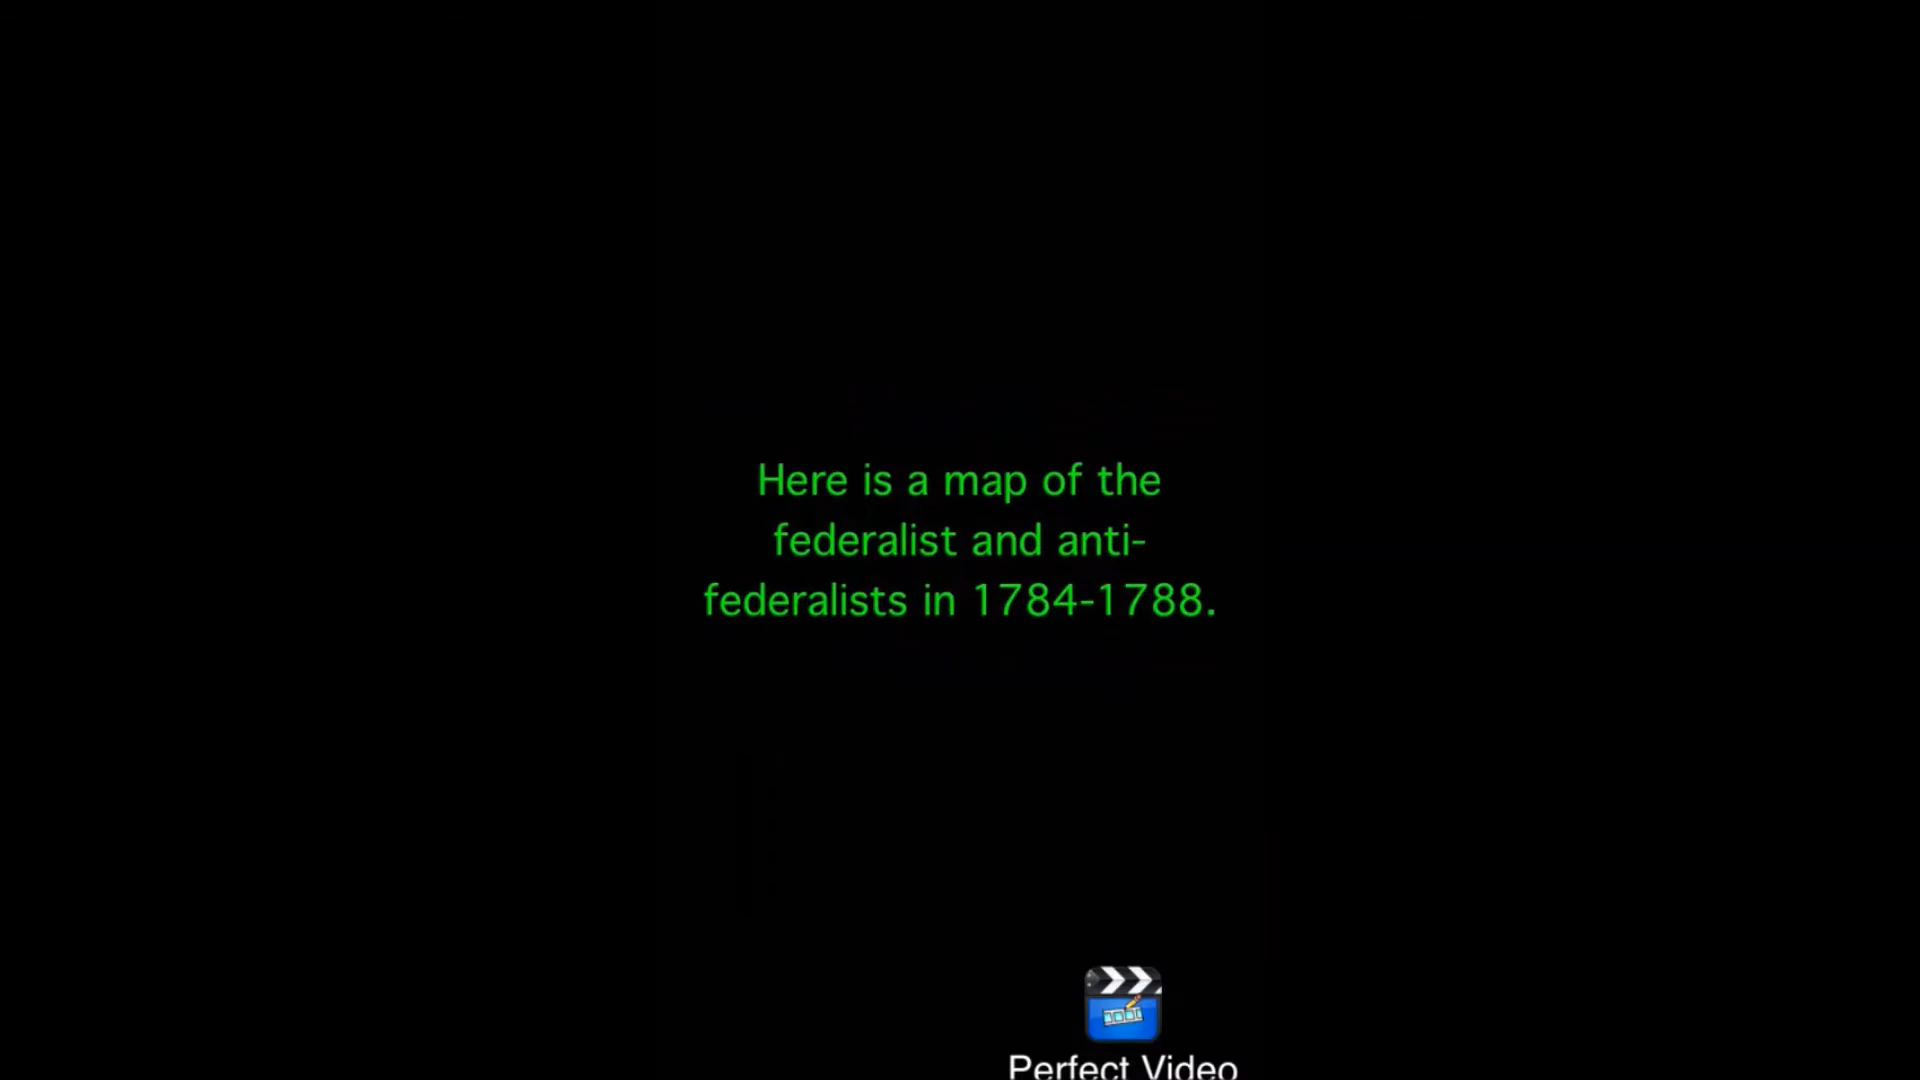 Here is a map of the
federalist and anti-
federalists in 1784-1788.
Perfect Video